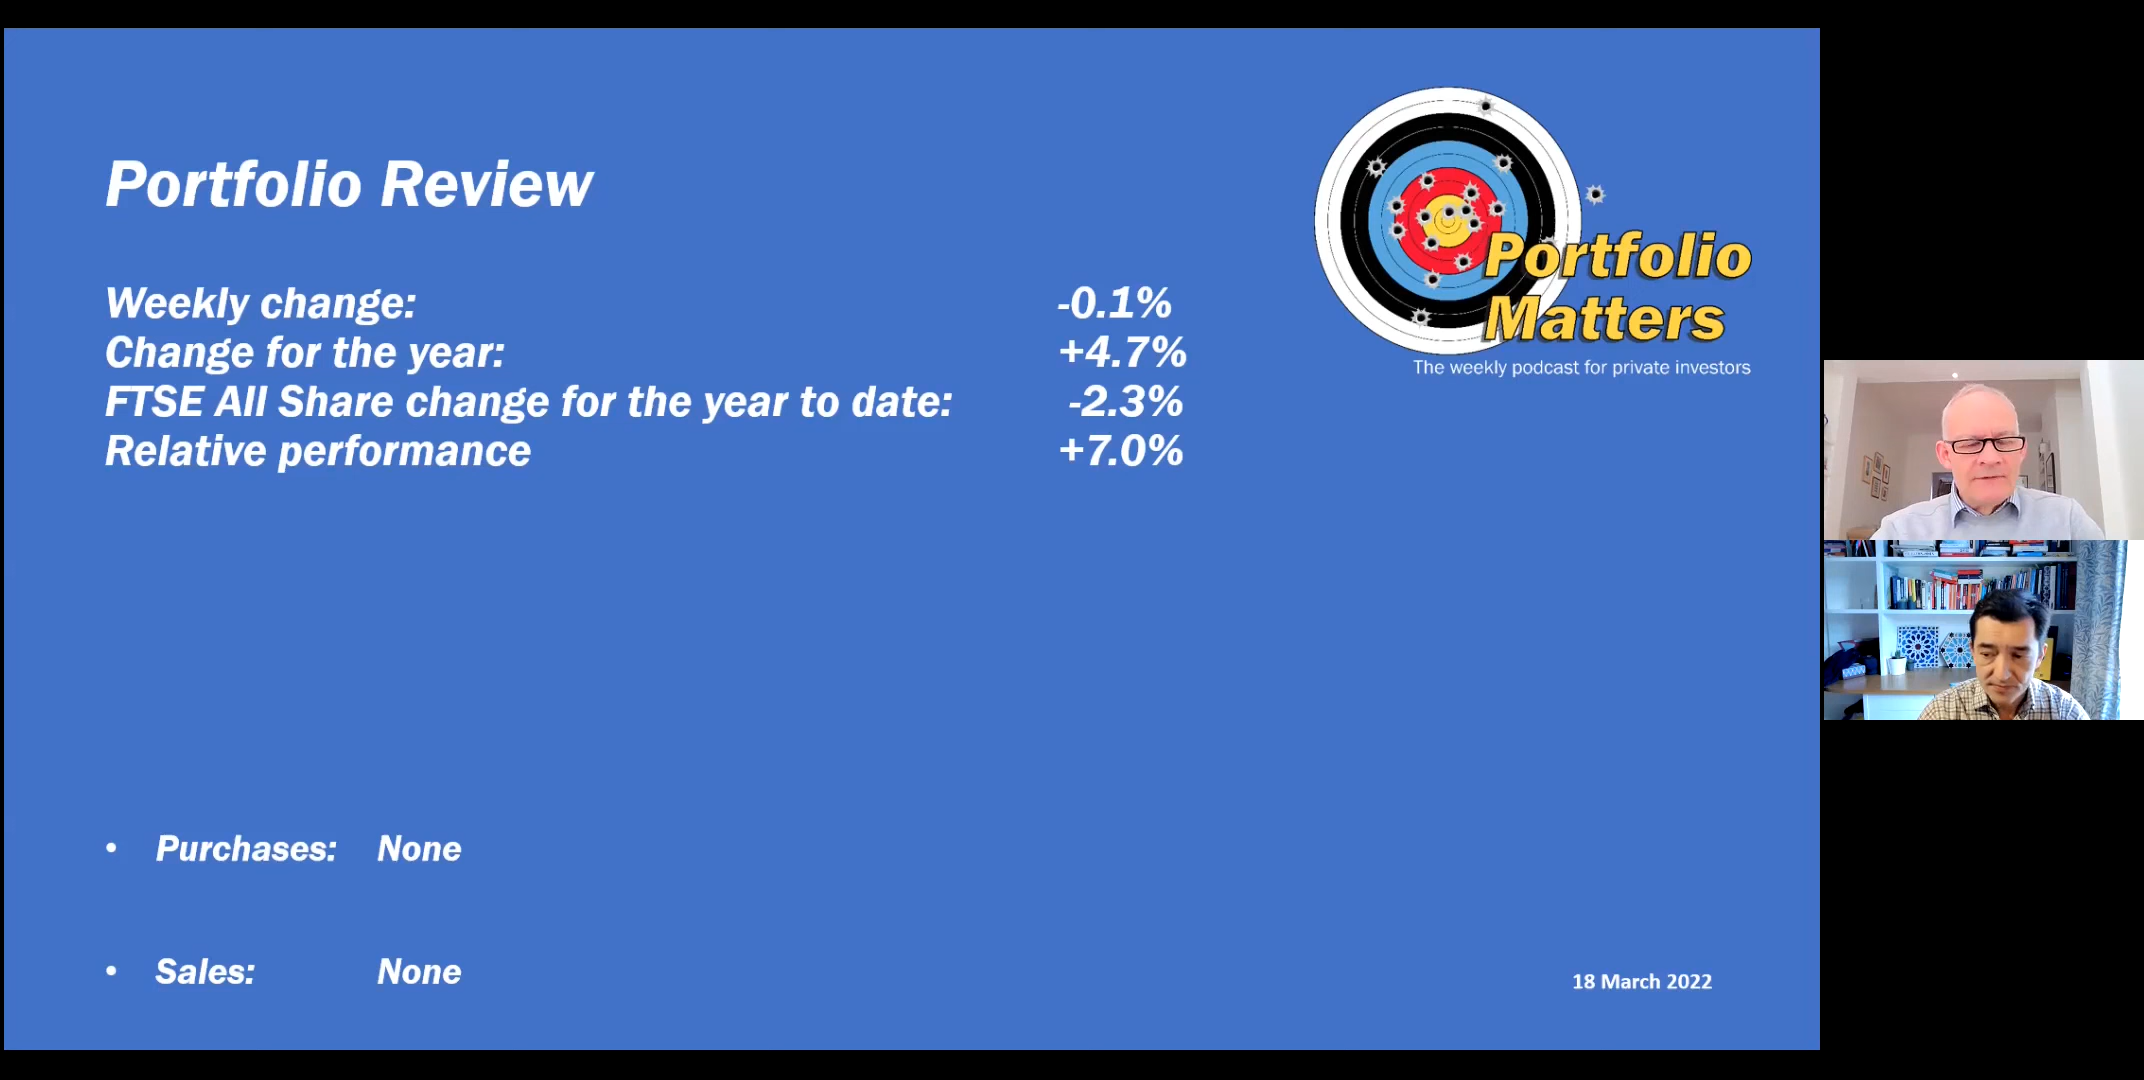 Portfolio Review
Weekly change: -0.1%
Change for the year: +4.7%
FTSE All Share change for the year to date: -2.3%
Relative performance +7.0%
Portfolio
Matters
The weekly podcast for private investors
• Purchases: None
• Sales: None
18 March 2022